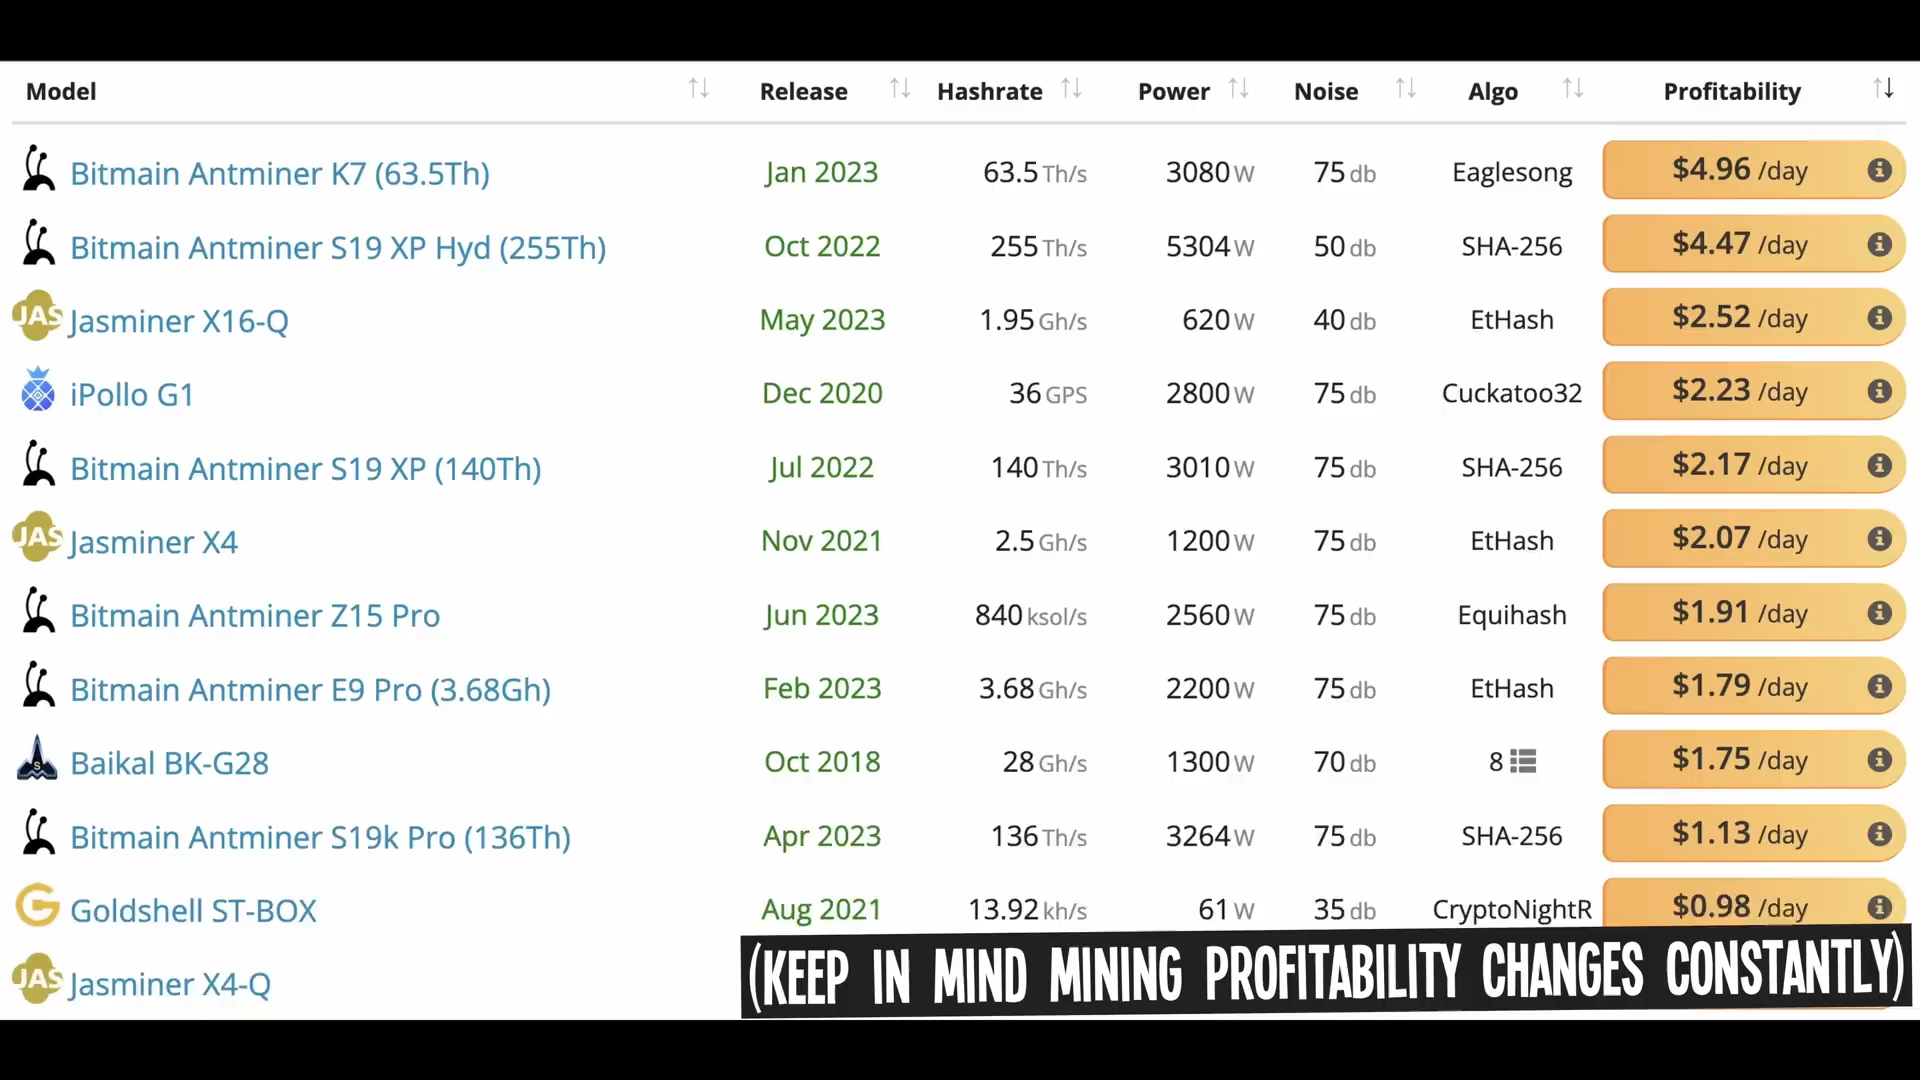 Model Release Hashrate Power Noise Algo Profitability
Bitmain Antminer K7 (63.5Th) Jan 2023 63.5 Th/s 3080 W 75 db Eaglesong $4.96 /day
Bitmain Antminer S19 XP Hyd (255Th) Oct 2022 255 Th/s 5304 W 50 db SHA-256 $4.47 /day
JAS Jasminer X16-Q May 2023 1.95 Gh/s 620 W 40 db EtHash $2.52 /day
iPollo G1 Dec 2020 36 GPS 2800 W 75 db Cuckatoo32 $2.23 /day
Bitmain Antminer S19 XP (140Th) Jul 2022 140 Th/s 3010 W 75 db SHA-256 $2.17 /day
JAS Jasminer X4 Nov 2021 2.5 Gh/s 1200 W 75 db EtHash $2.07 /day
Bitmain Antminer Z15 Pro Jun 2023 840 ksol/s 2560 W 75 db Equihash $1.91 /day
Bitmain Antminer E9 Pro (3.68Gh) Feb 2023 3.68 Gh/s 2200 W 75 db EtHash $1.79 /day
Baikal BK-G28 Oct 2018 28 Gh/s 1300 W 70 db 8 $1.75 /day
Bitmain Antminer S19k Pro (136Th) Apr 2023 136 Th/s 3264 W 75 db SHA-256 $1.13 /day
Goldshell ST-BOX Aug 2021 13.92 kh/s 61 W 35 db CryptoNightR $0.98 /day
JAS Jasminer X4-Q
(KEEP IN MIND MINING PROFITABILITY CHANGES CONSTANTLY)